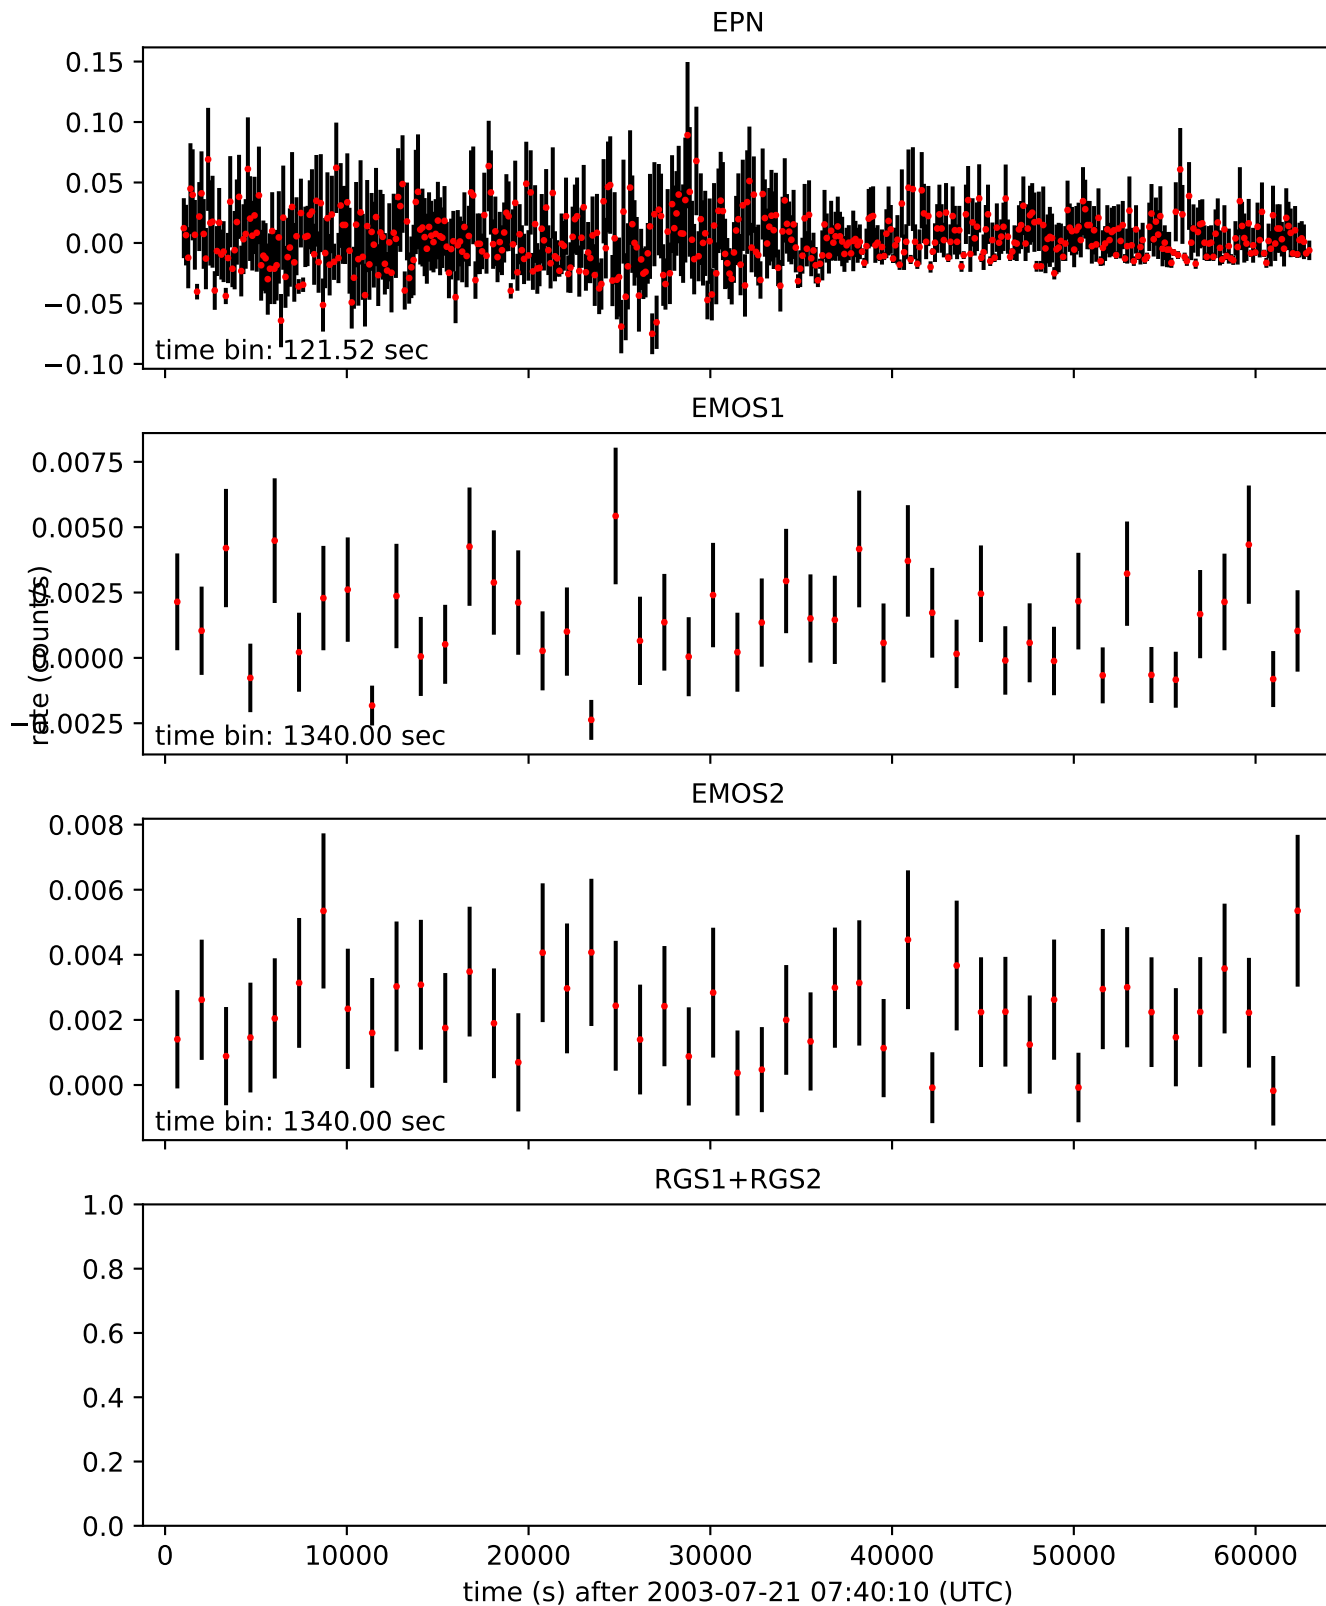 EPN
0.15
0.10
0.05
0.00
−0.05
−0.10
time bin: 121.52 sec
EMOS1
0.0075
0.0050
0.0025
0.0000
−0.0025
rate (count/s)
time bin: 1340.00 sec
EMOS2
0.008
0.006
0.004
0.002
0.000
time bin: 1340.00 sec
RGS1+RGS2
1.0
0.8
0.6
0.4
0.2
0.0
0 10000 20000 30000 40000 50000 60000
time (s) after 2003-07-21 07:40:10 (UTC)